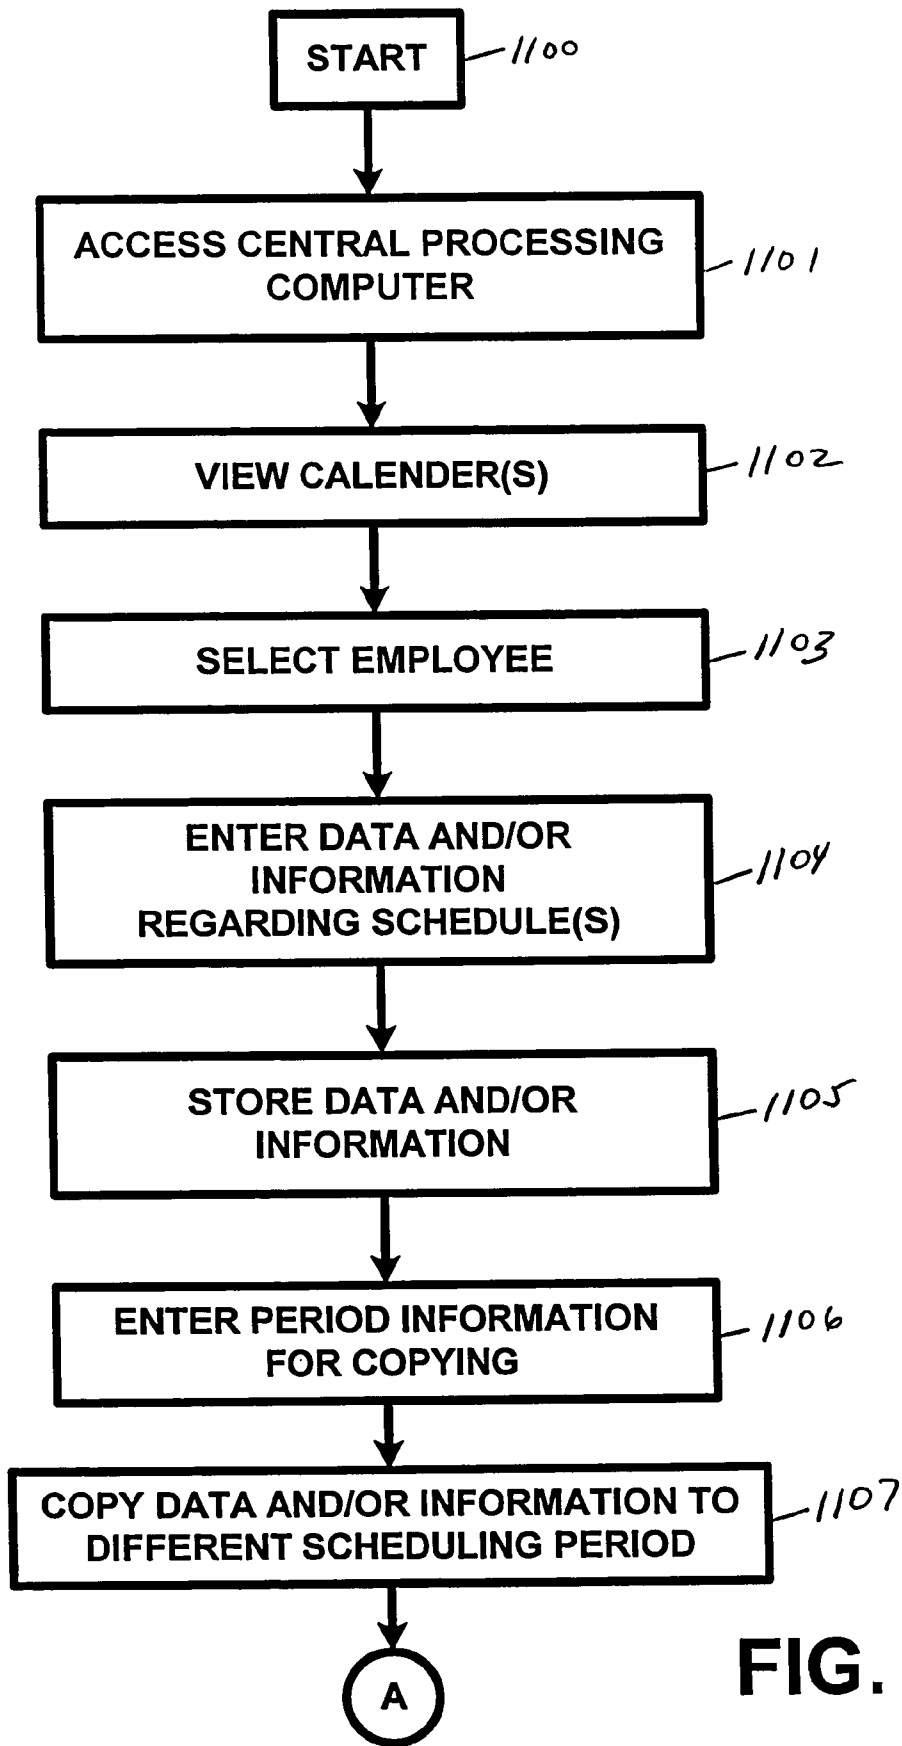 START
1100
ACCESS CENTRAL PROCESSING
COMPUTER
1101
VIEW CALENDER(S)
1102
SELECT EMPLOYEE
1103
ENTER DATA AND/OR
INFORMATION
REGARDING SCHEDULE(S)
1104
STORE DATA AND/OR
INFORMATION
1105
ENTER PERIOD INFORMATION
FOR COPYING
1106
COPY DATA AND/OR INFORMATION TO
DIFFERENT SCHEDULING PERIOD
1107
A
FIG.